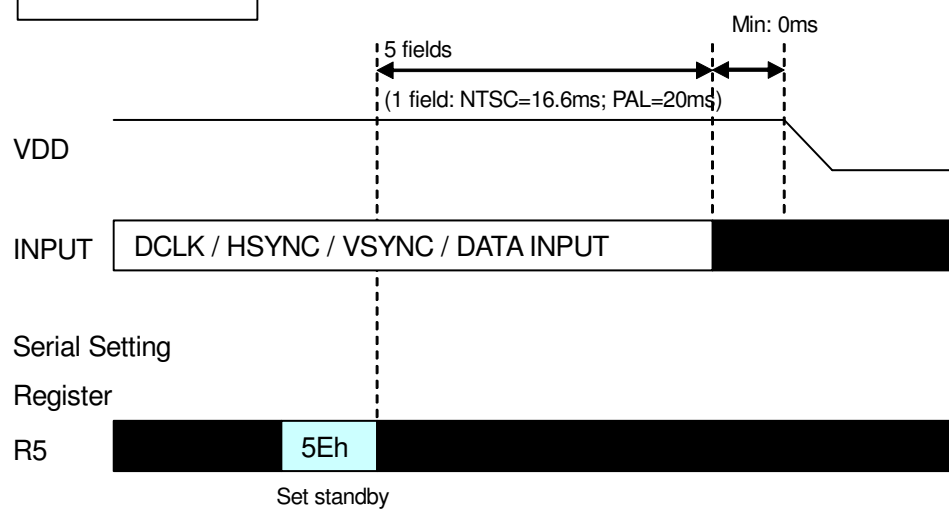 Min: 0ms
5 fields
(1 field: NTSC=16.6ms; PAL=20ms)
VDD
INPUT DCLK / HSYNC / VSYNC / DATA INPUT
Serial Setting
Register
R5 5Eh
Set standby